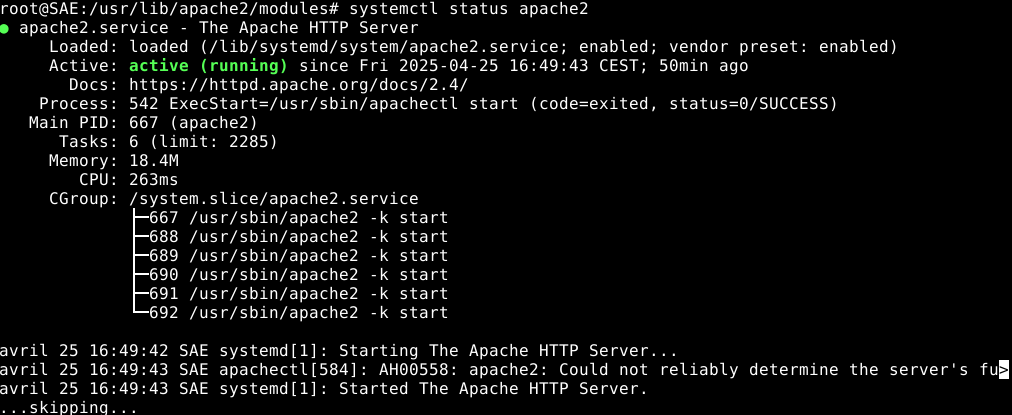 root@SAE:/usr/lib/apache2/modules# systemctl status apache2
● apache2.service - The Apache HTTP Server
     Loaded: loaded (/lib/systemd/system/apache2.service; enabled; vendor preset: enabled)
     Active: active (running) since Fri 2025-04-25 16:49:43 CEST; 50min ago
       Docs: https://httpd.apache.org/docs/2.4/
    Process: 542 ExecStart=/usr/sbin/apachectl start (code=exited, status=0/SUCCESS)
   Main PID: 667 (apache2)
      Tasks: 6 (limit: 2285)
     Memory: 18.4M
        CPU: 263ms
     CGroup: /system.slice/apache2.service
             ├─667 /usr/sbin/apache2 -k start
             ├─688 /usr/sbin/apache2 -k start
             ├─689 /usr/sbin/apache2 -k start
             ├─690 /usr/sbin/apache2 -k start
             ├─691 /usr/sbin/apache2 -k start
             └─692 /usr/sbin/apache2 -k start

avril 25 16:49:42 SAE systemd[1]: Starting The Apache HTTP Server...
avril 25 16:49:43 SAE apachectl[584]: AH00558: apache2: Could not reliably determine the server's fu>
avril 25 16:49:43 SAE systemd[1]: Started The Apache HTTP Server.
...skipping...